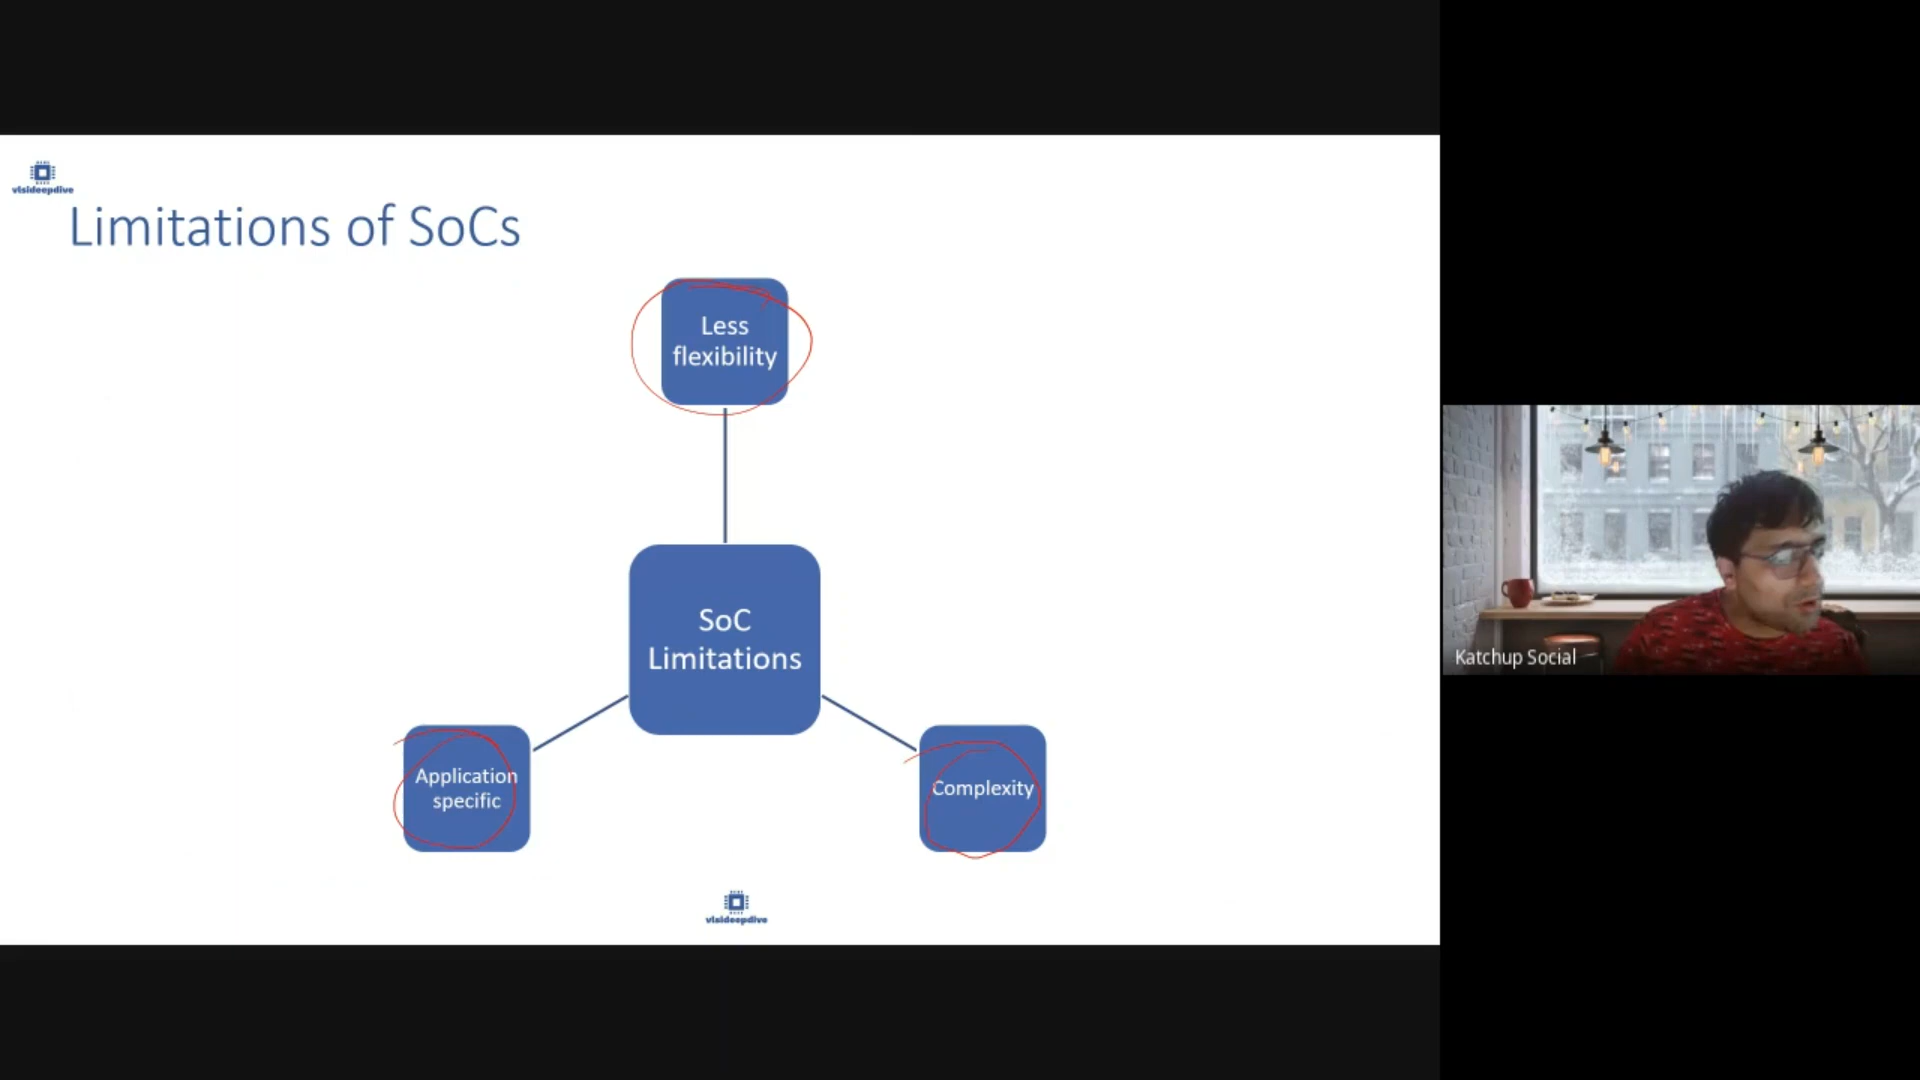 vlsideepdive
Limitations of SoCs
Less
flexibility
SoC
Limitations
Application
specific
Complexity
vlsideepdive
Katchup Social